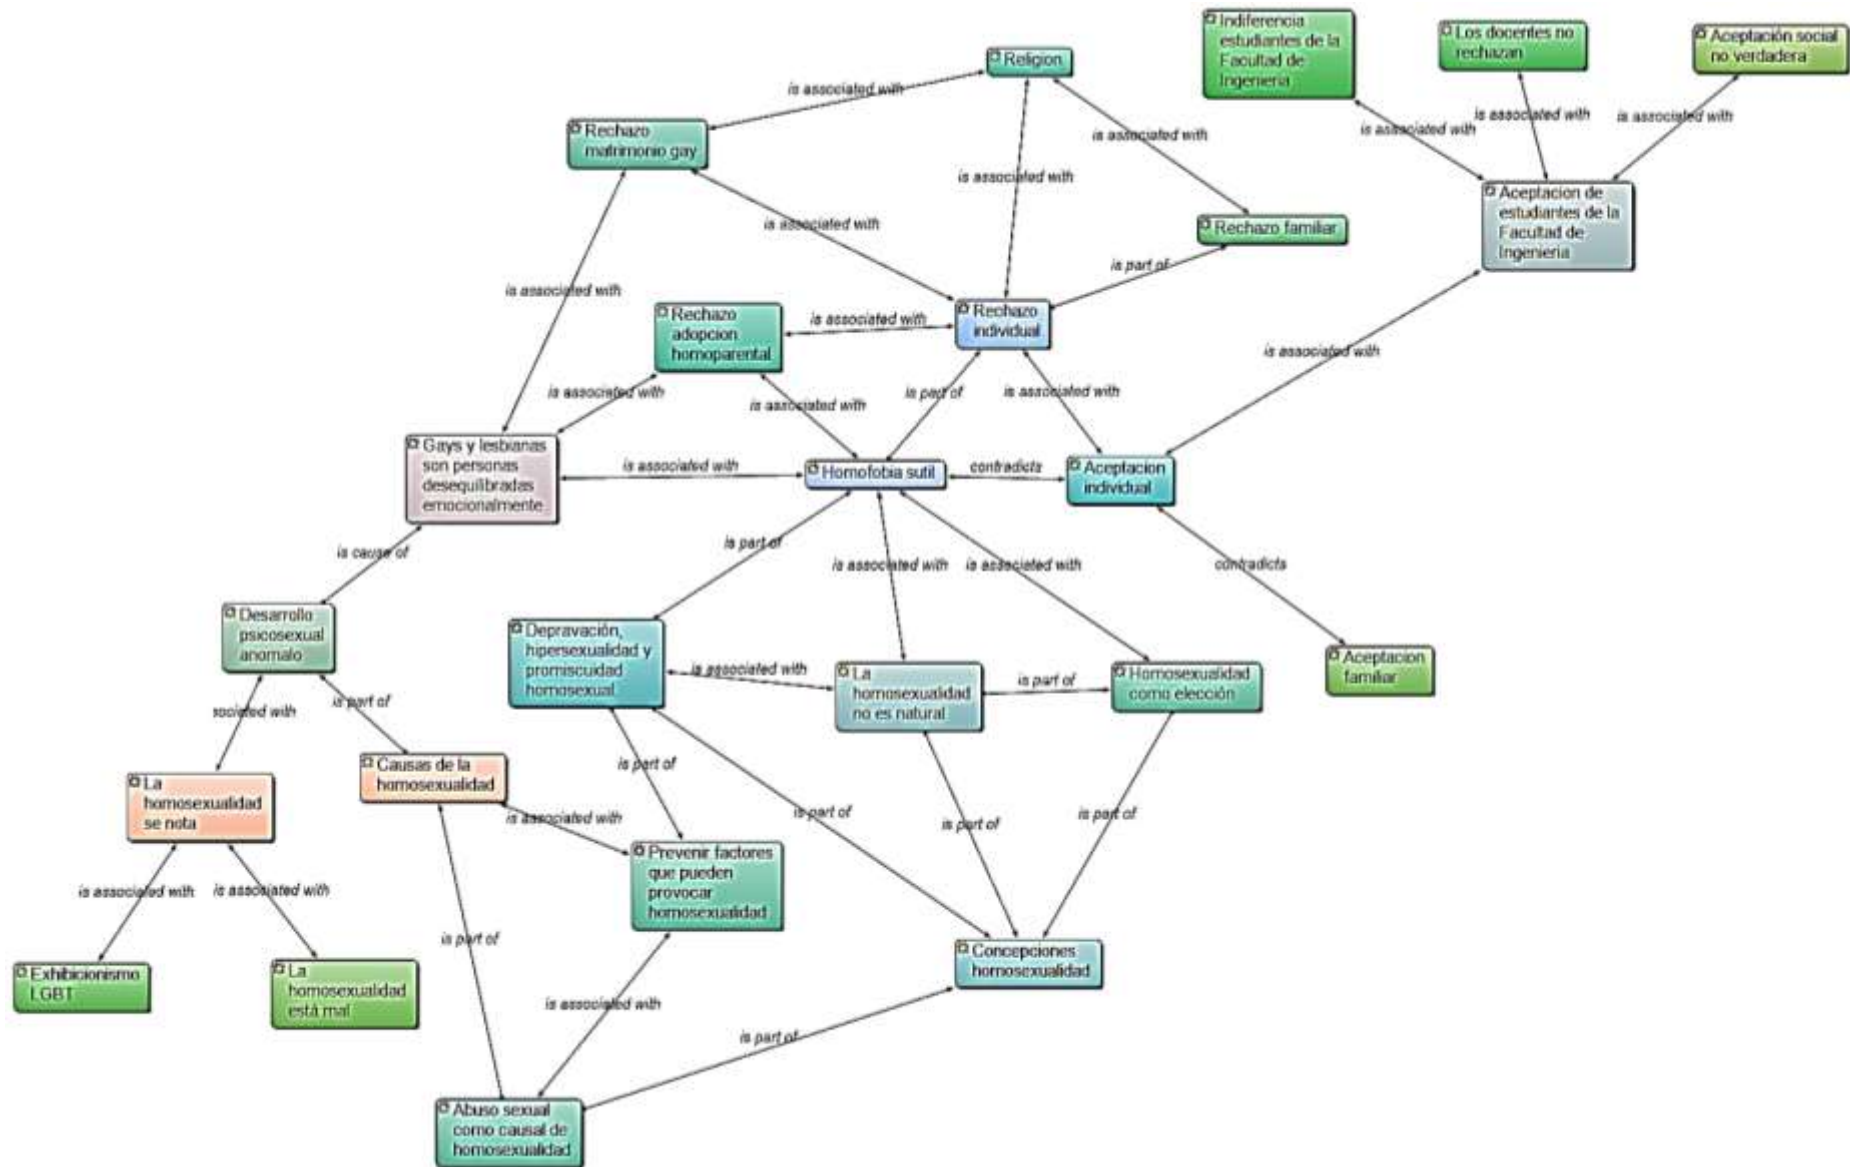 Indiferencia
estudiantes de la
Facultad de
Ingenieria
Los docentes no
rechazan
Aceptación social
no verdadera
Religion
is associated with
is associated with
is associated with
is associated with
is associated with
Rechazo
matrimonio gay
is associated with
is associated with
Aceptacion de
estudiantes de la
Facultad de
Ingenieria
is associated with
Rechazo familiar
is part of
is associated with
Rechazo
adopcion
homoparental
is associated with
Rechazo
individual
is associated with
is associated with
is associated with
is part of
is associated with
Gays y lesbianas
son personas
desequilibradas
emocionalmente
is associated with
Homofobia sutil
contradicts
Aceptacion
individual
is cause of
is part of
is associated with
is associated with
contradicts
Desarrollo
psicosexual
anomalo
Depravación,
hipersexualidad y
promiscuidad
homosexual
is associated with
La
homosexualidad
no es natural
is part of
Homosexualidad
como elección
Aceptacion
familiar
sociated with
is part of
Causas de la
homosexualidad
is part of
La
homosexualidad
se nota
is associated with
is part of
is part of
is part of
Prevenir factores
que pueden
provocar
homosexualidad
is associated with
is associated with
is part of
Exhibicionismo
LGBT
La
homosexualidad
está mal
Concepciones
homosexualidad
is associated with
is part of
Abuso sexual
como causal de
homosexualidad